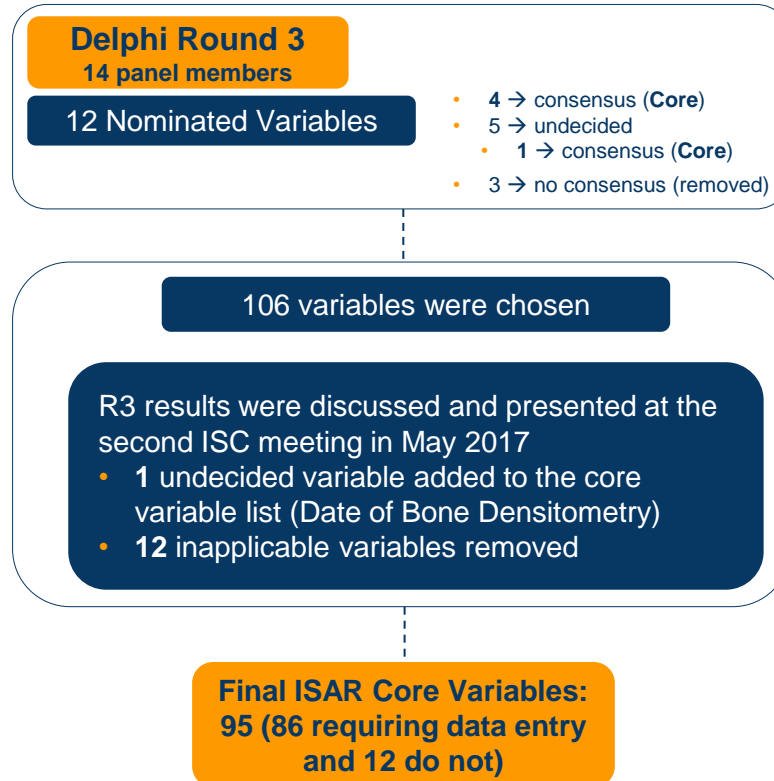 Delphi Round 3
14 panel members
12 Nominated Variables
• 4 → consensus (Core)
• 5 → undecided
• 1 → consensus (Core)
• 3 → no consensus (removed)
106 variables were chosen
R3 results were discussed and presented at the
second ISC meeting in May 2017
• 1 undecided variable added to the core
variable list (Date of Bone Densitometry)
• 12 inapplicable variables removed
Final ISAR Core Variables:
95 (86 requiring data entry
and 12 do not)